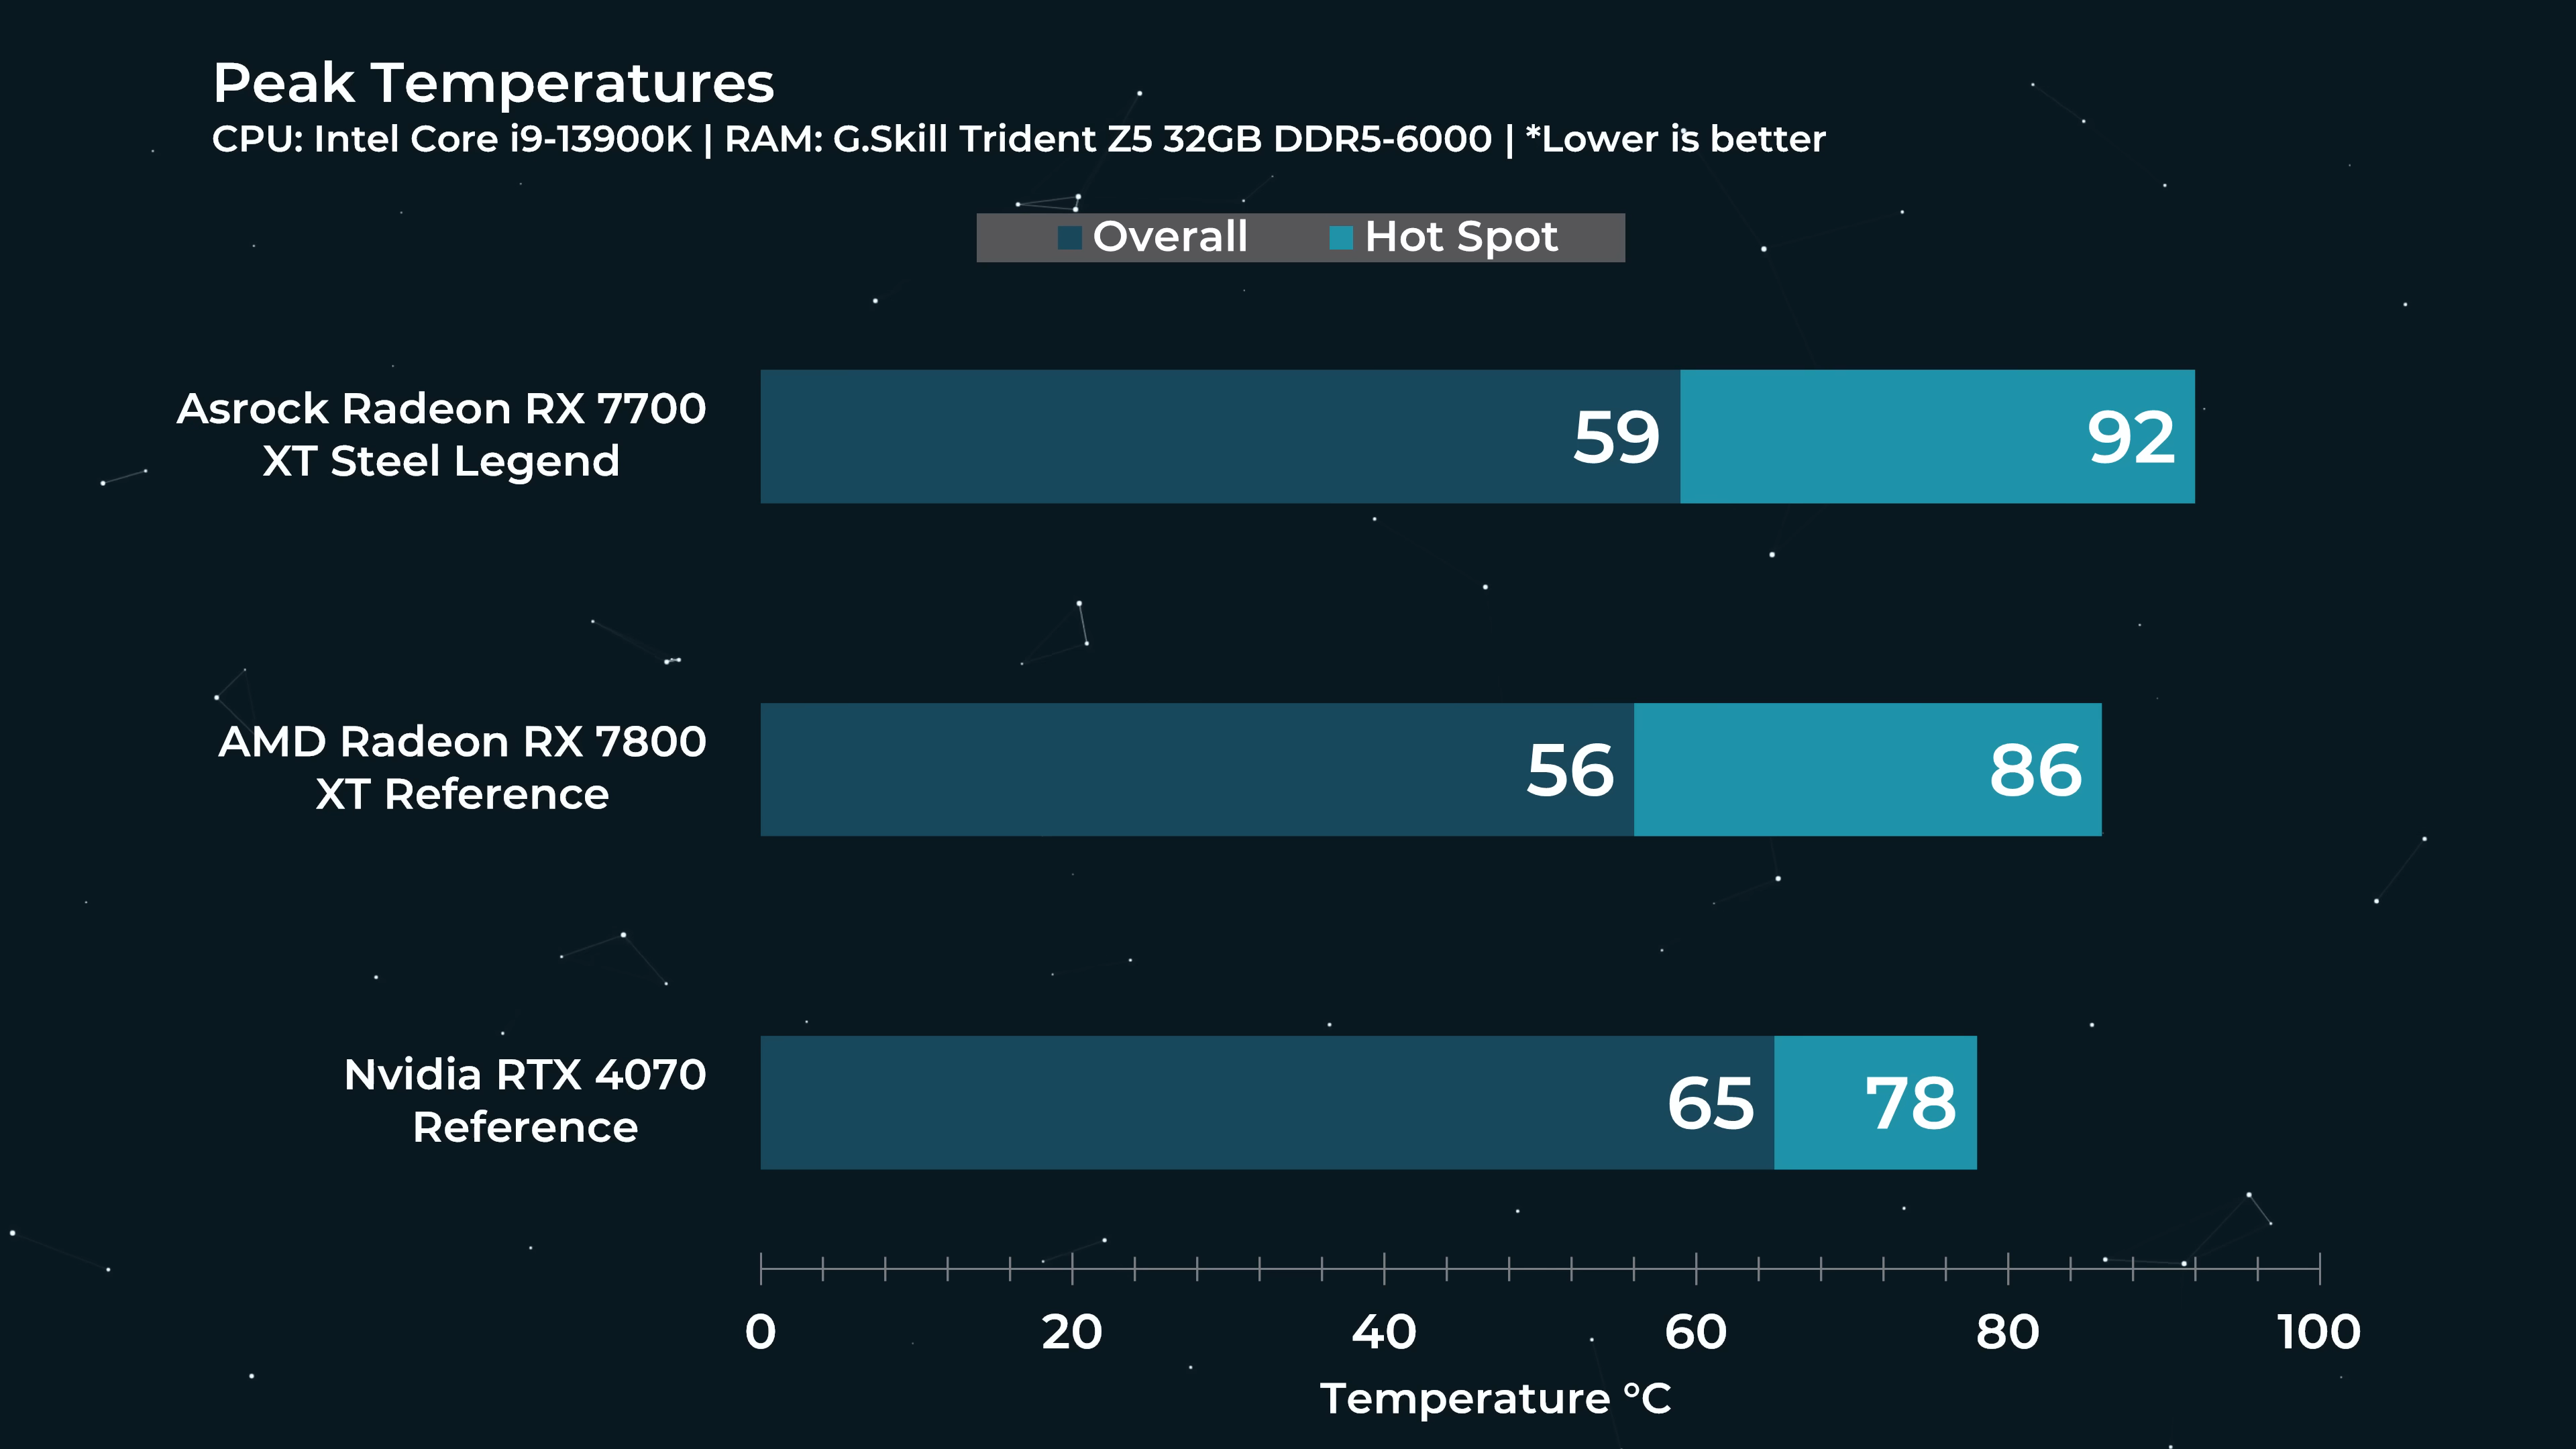 Peak Temperatures
CPU: Intel Core i9-13900K | RAM: G.Skill Trident Z5 32GB DDR5-6000 | *Lower is better
Overall Hot Spot
Asrock Radeon RX 7700
XT Steel Legend
59 92
AMD Radeon RX 7800
XT Reference
56 86
Nvidia RTX 4070
Reference
65 78
0 20 40 60 80 100
Temperature °C